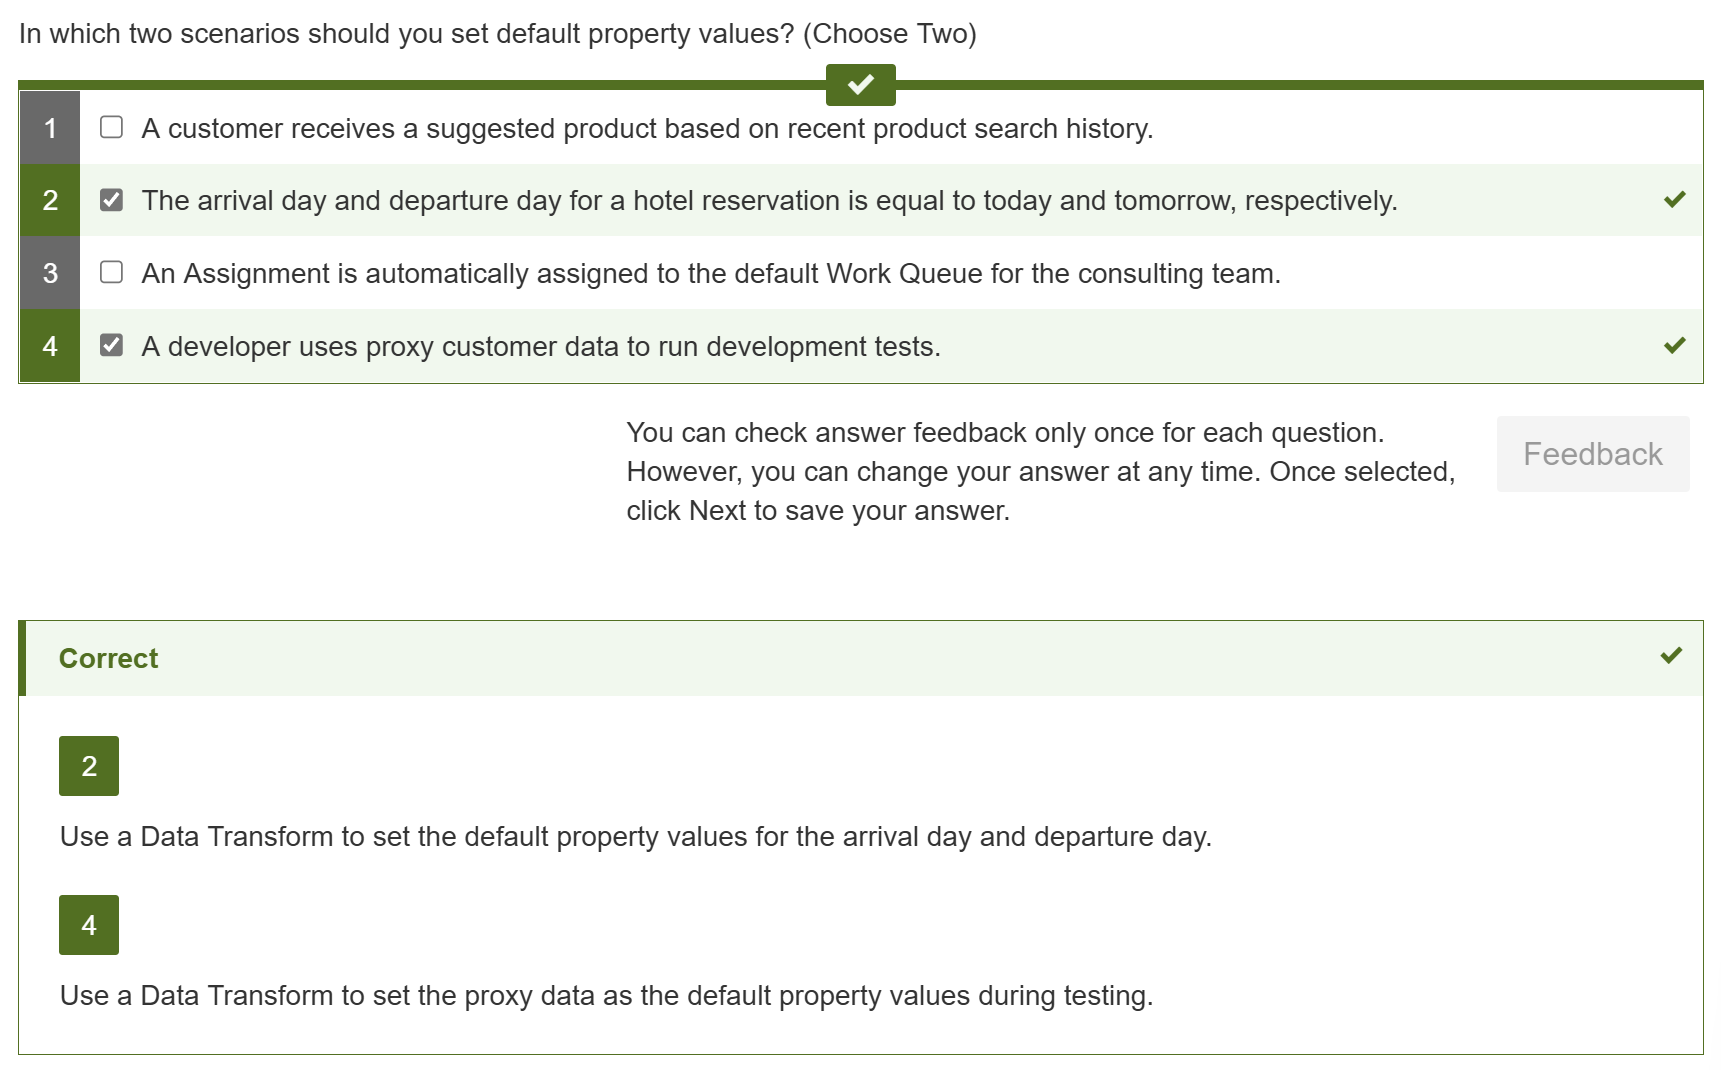 In which two scenarios should you set default property values? (Choose Two)
1 A customer receives a suggested product based on recent product search history.
2 The arrival day and departure day for a hotel reservation is equal to today and tomorrow, respectively.
3 An Assignment is automatically assigned to the default Work Queue for the consulting team.
4 A developer uses proxy customer data to run development tests.
You can check answer feedback only once for each question.
However, you can change your answer at any time. Once selected,
click Next to save your answer.
Feedback
Correct
2
Use a Data Transform to set the default property values for the arrival day and departure day.
4
Use a Data Transform to set the proxy data as the default property values during testing.